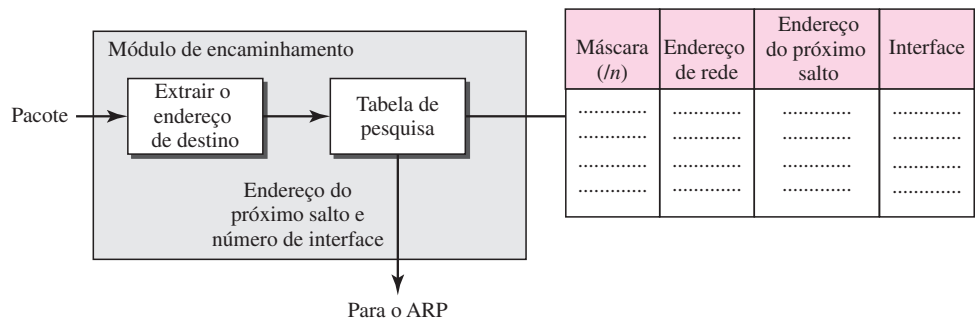 Módulo de encaminhamento
Pacote
Extrair o
endereço
de destino
Tabela de
pesquisa
Endereço do
próximo salto e
número de interface
Para o ARP
Máscara
(/n)
Endereço
de rede
Endereço
do próximo
salto
Interface